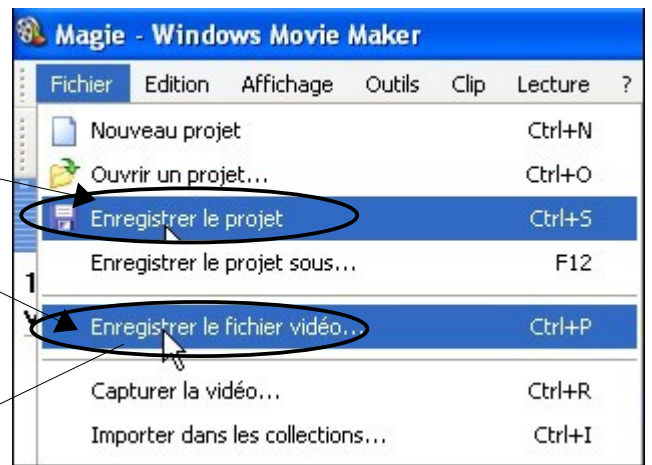 Magie - Windows Movie Maker
Fichier Edition Affichage Outils Clip Lecture ?
Nouveau projet Ctrl+N
Ouvrir un projet... Ctrl+O
Enregistrer le projet Ctrl+S
Enregistrer le projet sous... F12
1
Enregistrer le fichier vidéo... Ctrl+P
Capturer la vidéo... Ctrl+R
Importer dans les collections... Ctrl+I